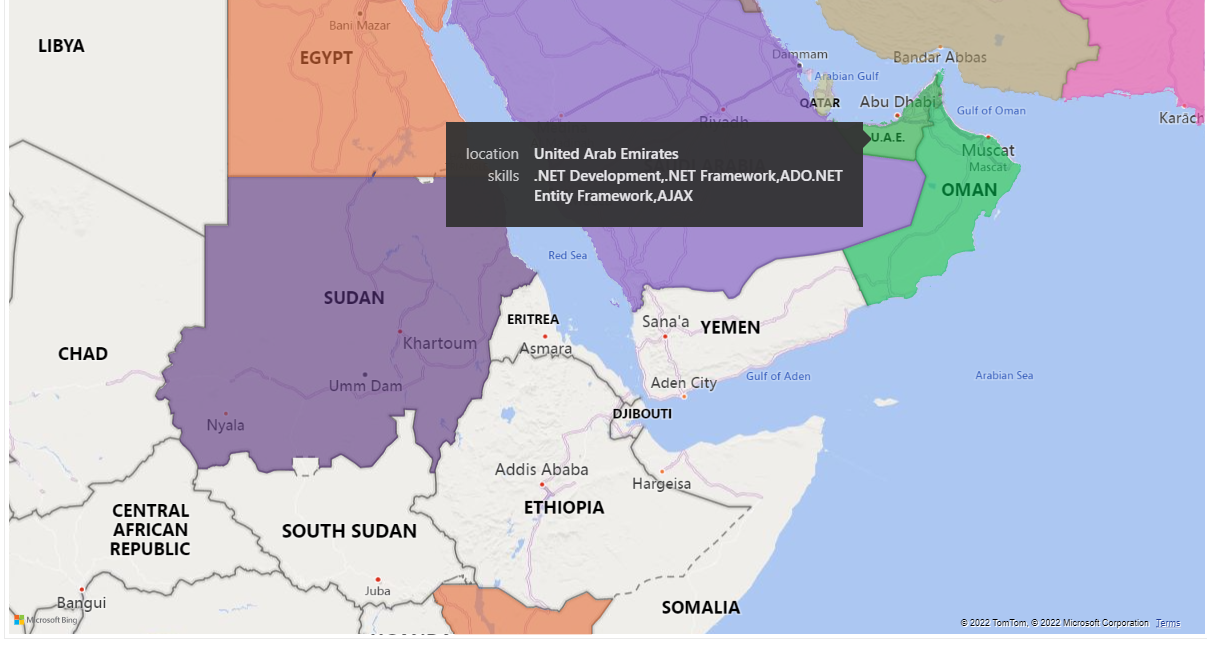 Bani Mazar
LIBYA
EGYPT
Dammam
Bandar Abbas
Arabian Gulf
QATAR
Abu Dhabi
Gulf of Oman
Karāch
Riyadh
U.A.E.
location United Arab Emirates
skills .NET Development,.NET Framework,ADO.NET
Entity Framework,AJAX
Muscat
Mascat
OMAN
Red Sea
SUDAN
ERITREA
Sana'a
YEMEN
Khartoum
Asmara
CHAD
Umm Dam
Aden City
Gulf of Aden
Arabian Sea
DJIBOUTI
Nyala
Addis Ababa
Hargeisa
ETHIOPIA
CENTRAL
AFRICAN
REPUBLIC
SOUTH SUDAN
Juba
Bangui
SOMALIA
Microsoft Bing
© 2022 TomTom, © 2022 Microsoft Corporation Terms